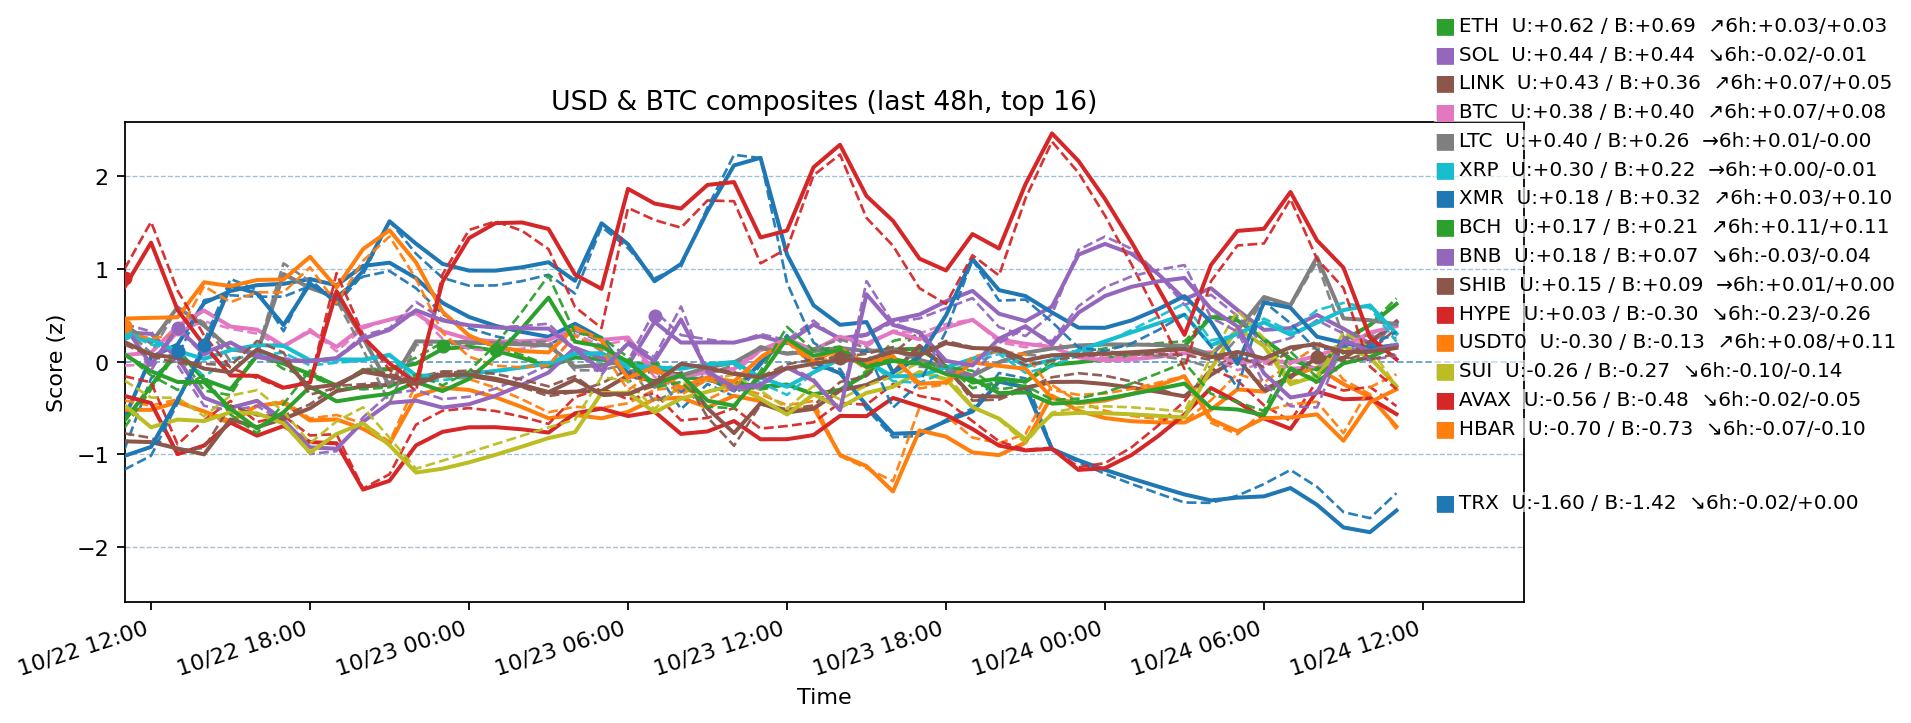 ETH U:+0.62 / B:+0.69 ↗6h:+0.03/+0.03
SOL U:+0.44 / B:+0.44 ↘6h:-0.02/-0.01
LINK U:+0.43 / B:+0.36 ↗6h:+0.07/+0.05
BTC U:+0.38 / B:+0.40 ↗6h:+0.07/+0.08
LTC U:+0.40 / B:+0.26 →6h:+0.01/-0.00
XRP U:+0.30 / B:+0.22 →6h:+0.00/-0.01
XMR U:+0.18 / B:+0.32 ↗6h:+0.03/+0.10
BCH U:+0.17 / B:+0.21 ↗6h:+0.11/+0.11
BNB U:+0.18 / B:+0.07 ↘6h:-0.03/-0.04
SHIB U:+0.15 / B:+0.09 →6h:+0.01/+0.00
HYPE U:+0.03 / B:-0.30 ↘6h:-0.23/-0.26
USDT0 U:-0.30 / B:-0.13 ↗6h:+0.08/+0.11
SUI U:-0.26 / B:-0.27 ↘6h:-0.10/-0.14
AVAX U:-0.56 / B:-0.48 ↘6h:-0.02/-0.05
HBAR U:-0.70 / B:-0.73 ↘6h:-0.07/-0.10
TRX U:-1.60 / B:-1.42 ↘6h:-0.02/+0.00
USD & BTC composites (last 48h, top 16)
Score (z)
2
1
0
−1
−2
10/22 12:00
10/22 18:00
10/23 00:00
10/23 06:00
10/23 12:00
10/23 18:00
10/24 00:00
10/24 06:00
10/24 12:00
Time